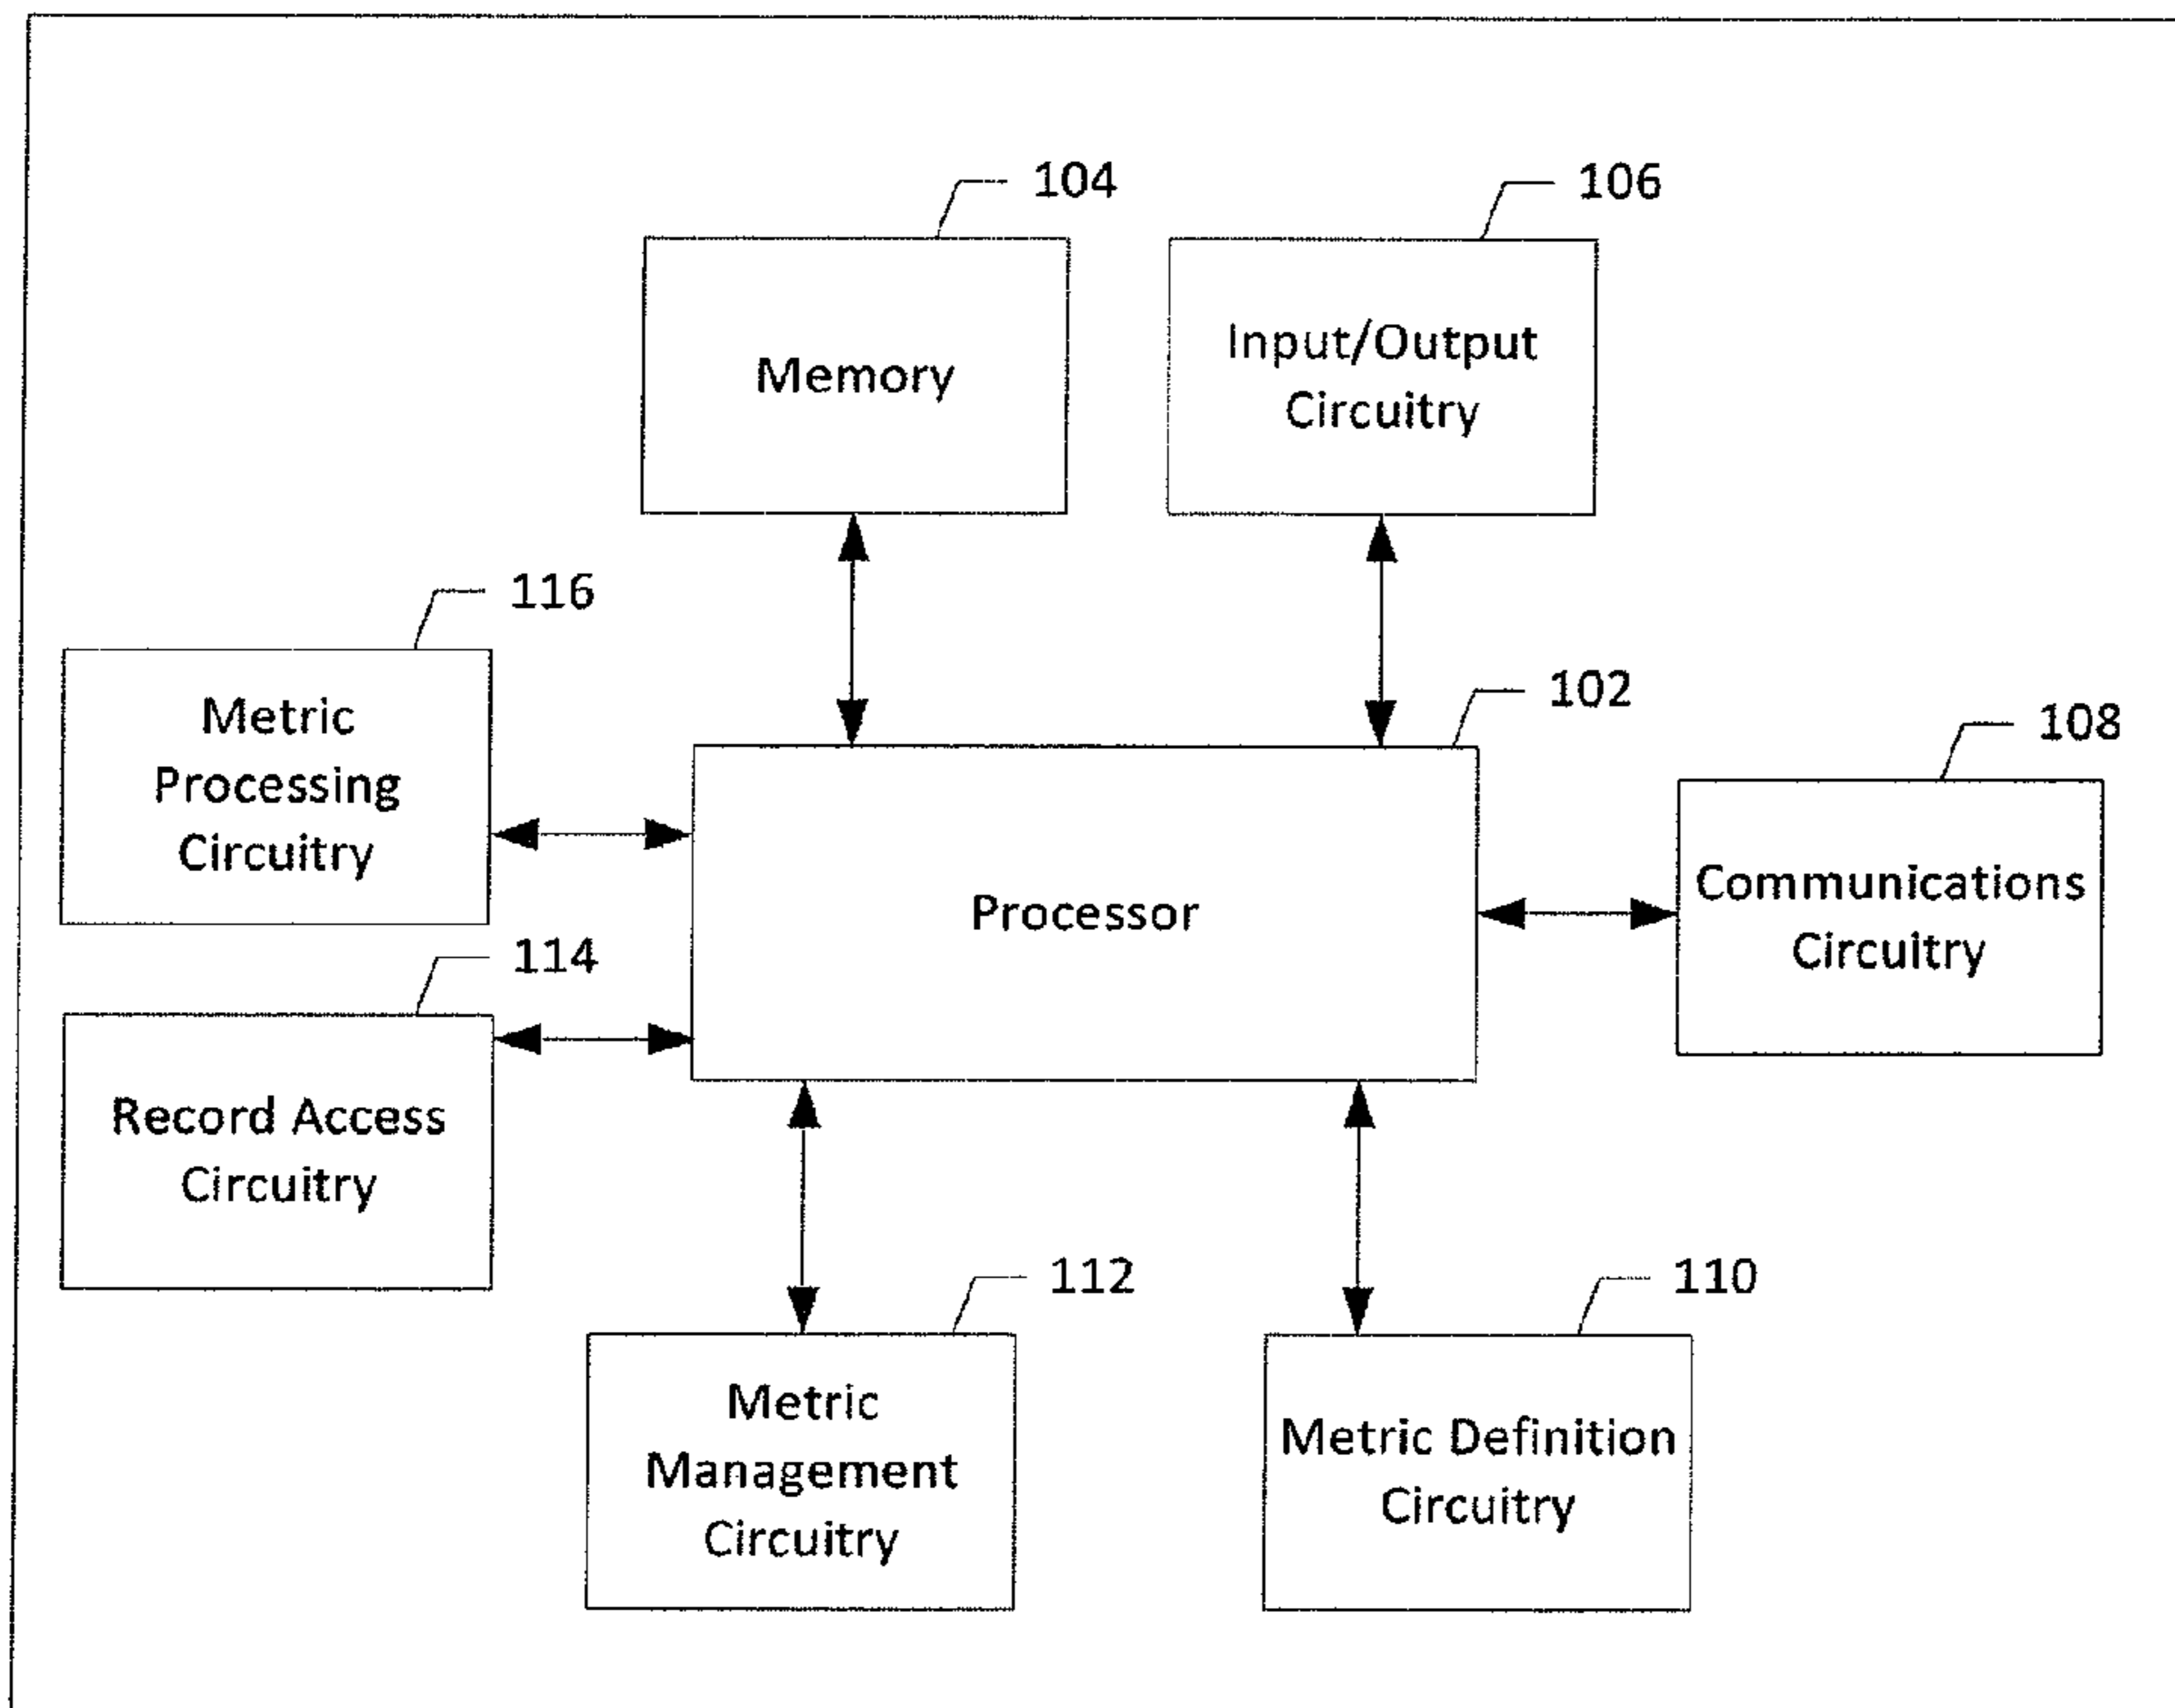 104
106
Memory
Input/Output
Circuitry
116
102
108
Metric
Processing
Circuitry
Processor
Communications
Circuitry
114
Record Access
Circuitry
112
110
Metric
Management
Circuitry
Metric Definition
Circuitry